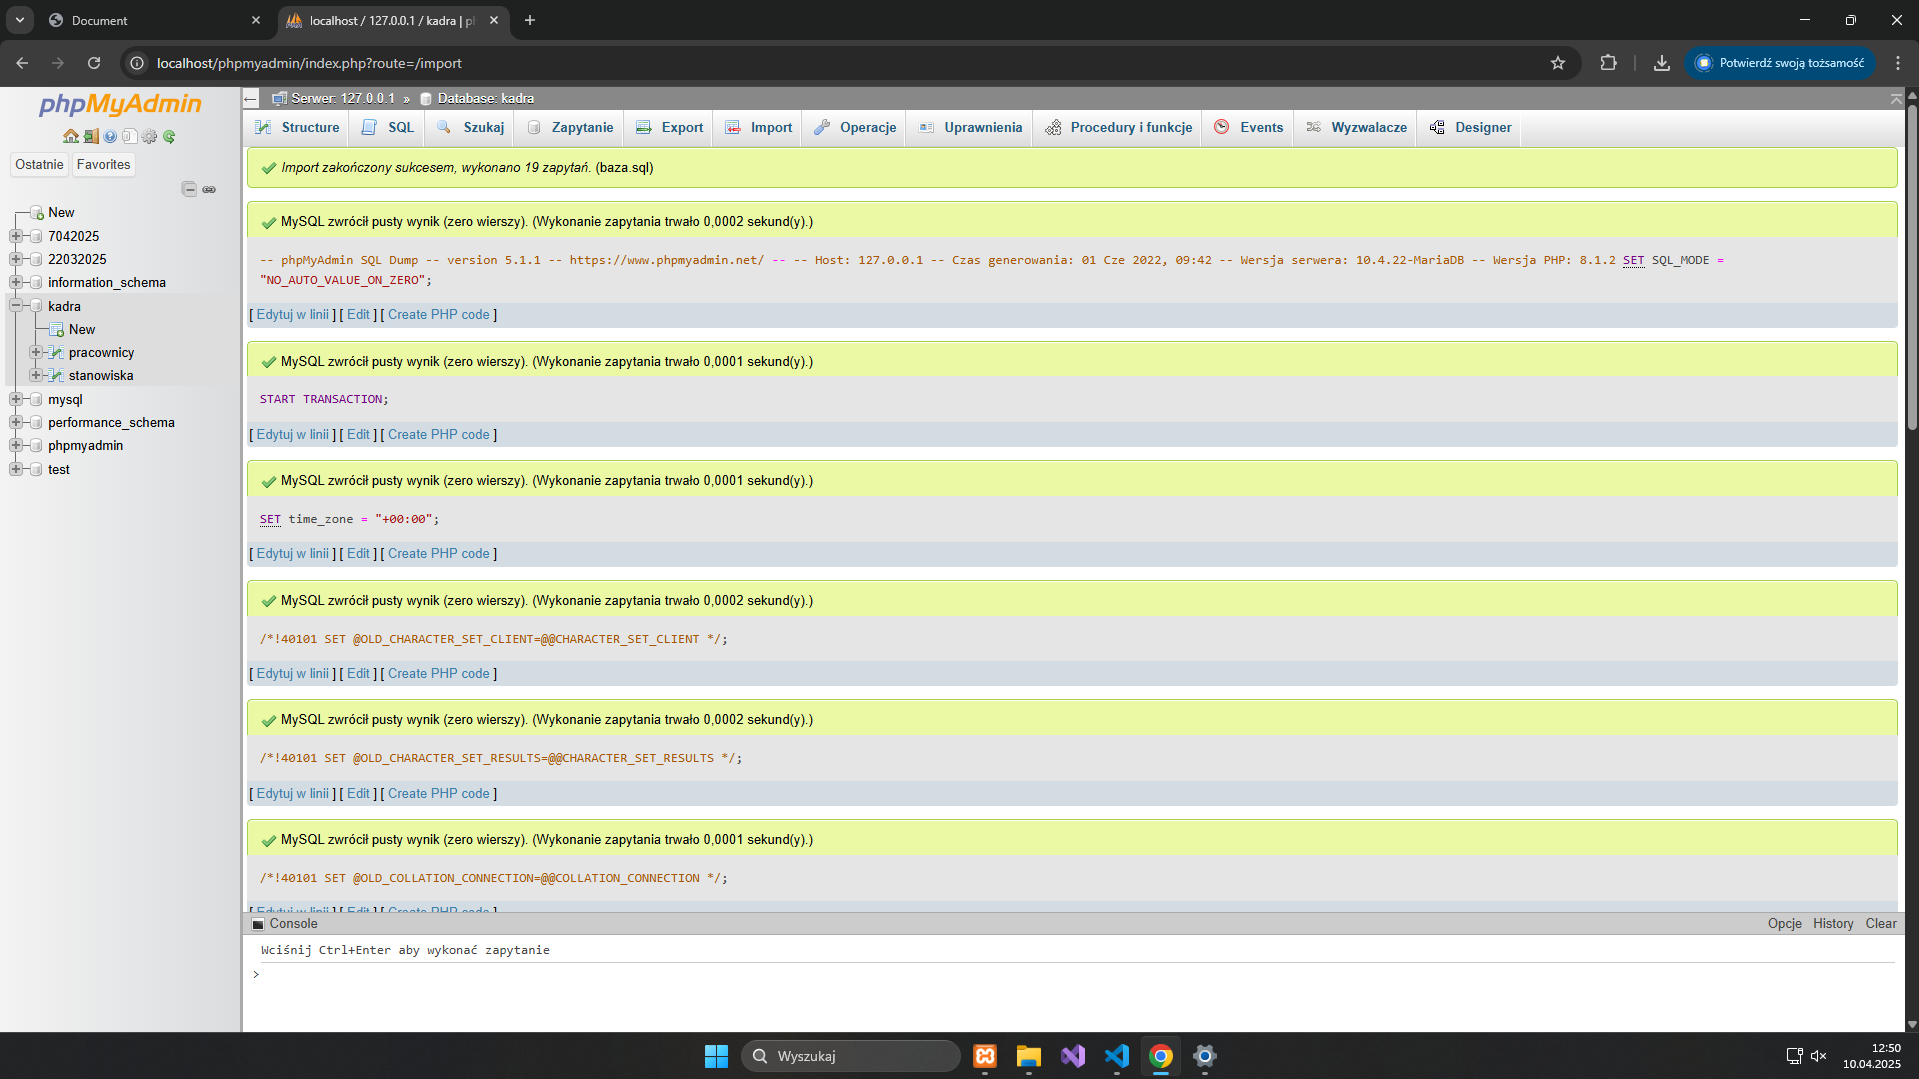 Document
localhost / 127.0.0.1 / kadra | ph
localhost/phpmyadmin/index.php?route=/import
Potwierdź swoją tożsamość
phpMyAdmin
Ostatnie
Favorites
New
7042025
22032025
information_schema
kadra
New
pracownicy
stanowiska
mysql
performance_schema
phpmyadmin
test
Serwer: 127.0.0.1 » Database: kadra
Structure
SQL
Szukaj
Zapytanie
Export
Import
Operacje
Uprawnienia
Procedury i funkcje
Events
Wyzwalacze
Designer
Import zakończony sukcesem, wykonano 19 zapytań. (baza.sql)
MySQL zwrócił pusty wynik (zero wierszy). (Wykonanie zapytania trwało 0,0002 sekund(y).)
-- phpMyAdmin SQL Dump -- version 5.1.1 -- https://www.phpmyadmin.net/ -- -- Host: 127.0.0.1 -- Czas generowania: 01 Cze 2022, 09:42 -- Wersja serwera: 10.4.22-MariaDB -- Wersja PHP: 8.1.2 SET SQL_MODE =
"NO_AUTO_VALUE_ON_ZERO";
[ Edytuj w linii ] [ Edit ] [ Create PHP code ]
MySQL zwrócił pusty wynik (zero wierszy). (Wykonanie zapytania trwało 0,0001 sekund(y).)
START TRANSACTION;
[ Edytuj w linii ] [ Edit ] [ Create PHP code ]
MySQL zwrócił pusty wynik (zero wierszy). (Wykonanie zapytania trwało 0,0001 sekund(y).)
SET time_zone = "+00:00";
[ Edytuj w linii ] [ Edit ] [ Create PHP code ]
MySQL zwrócił pusty wynik (zero wierszy). (Wykonanie zapytania trwało 0,0002 sekund(y).)
/*!40101 SET @OLD_CHARACTER_SET_CLIENT=@@CHARACTER_SET_CLIENT */;
[ Edytuj w linii ] [ Edit ] [ Create PHP code ]
MySQL zwrócił pusty wynik (zero wierszy). (Wykonanie zapytania trwało 0,0002 sekund(y).)
/*!40101 SET @OLD_CHARACTER_SET_RESULTS=@@CHARACTER_SET_RESULTS */;
[ Edytuj w linii ] [ Edit ] [ Create PHP code ]
MySQL zwrócił pusty wynik (zero wierszy). (Wykonanie zapytania trwało 0,0001 sekund(y).)
/*!40101 SET @OLD_COLLATION_CONNECTION=@@COLLATION_CONNECTION */;
[ Edytuj w linii ] [ Edit ] [ Create PHP code ]
Console
Opcje
History
Clear
Wciśnij Ctrl+Enter aby wykonać zapytanie
>
Wyszukaj
12:50
10.04.2025